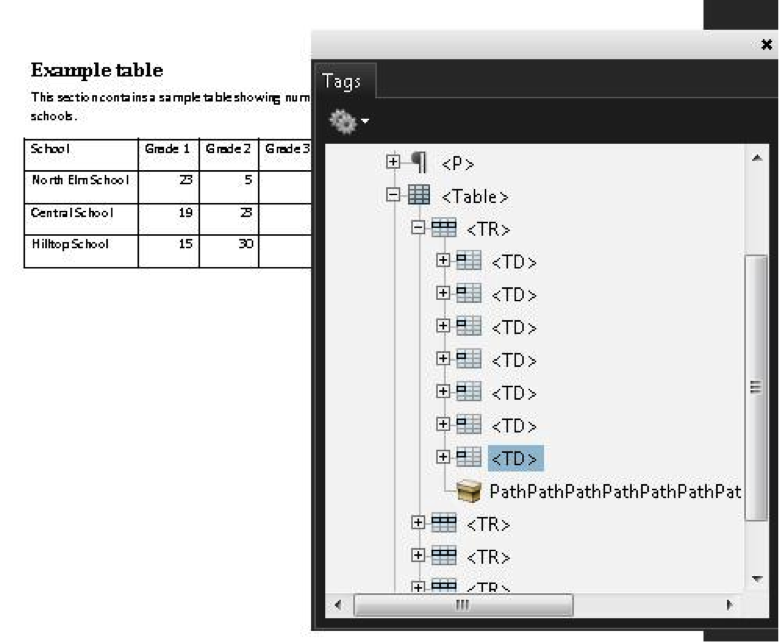 Example table
This section contains a sample table showing num
schools.
School Grade 1 Grade 2 Grade 3
North Elm School 23 5
Central School 19 23
Hilltop School 15 30
Tags
<P>
<Table>
<TR>
<TD>
<TD>
<TD>
<TD>
<TD>
<TD>
<TD>
PathPathPathPathPathPathPat
<TR>
<TR>
<TR>